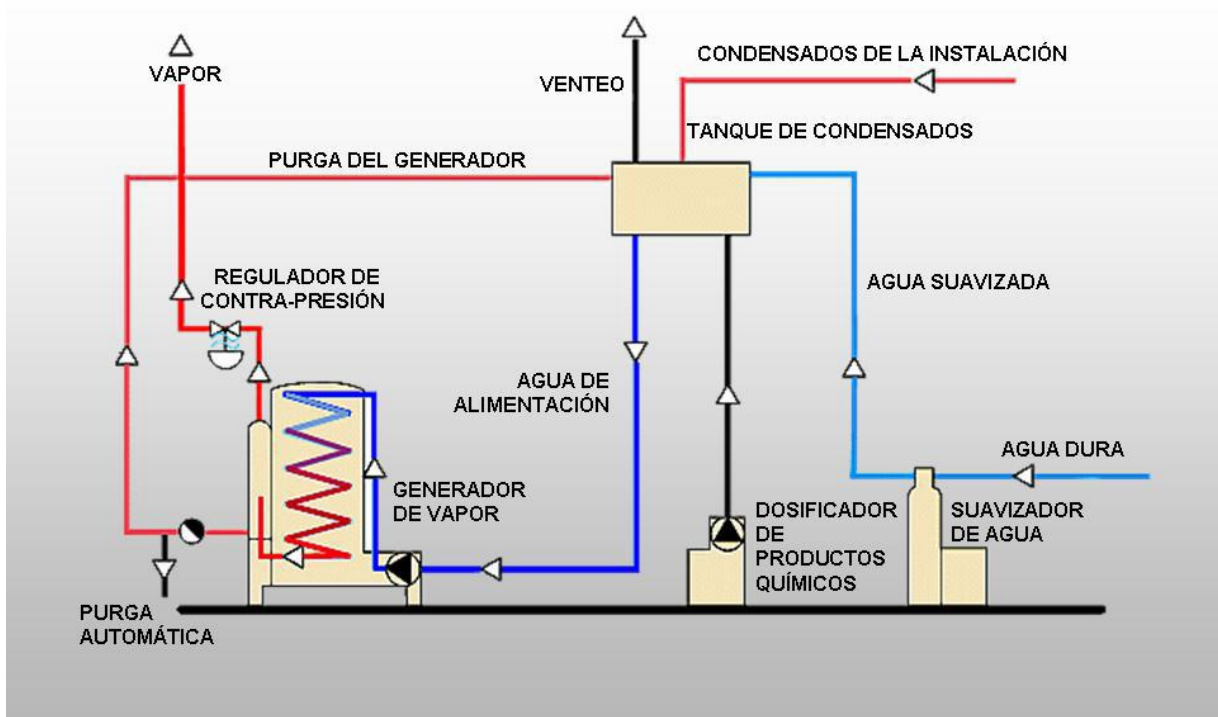 CONDENSADOS DE LA INSTALACIÓN
VAPOR
VENTEO
TANQUE DE CONDENSADOS
PURGA DEL GENERADOR
REGULADOR DE
CONTRA-PRESIÓN
AGUA SUAVIZADA
AGUA DE
ALIMENTACIÓN
AGUA DURA
GENERADOR
DE VAPOR
DOSIFICADOR
DE
PRODUCTOS
QUÍMICOS
SUAVIZADOR
DE AGUA
PURGA
AUTOMÁTICA